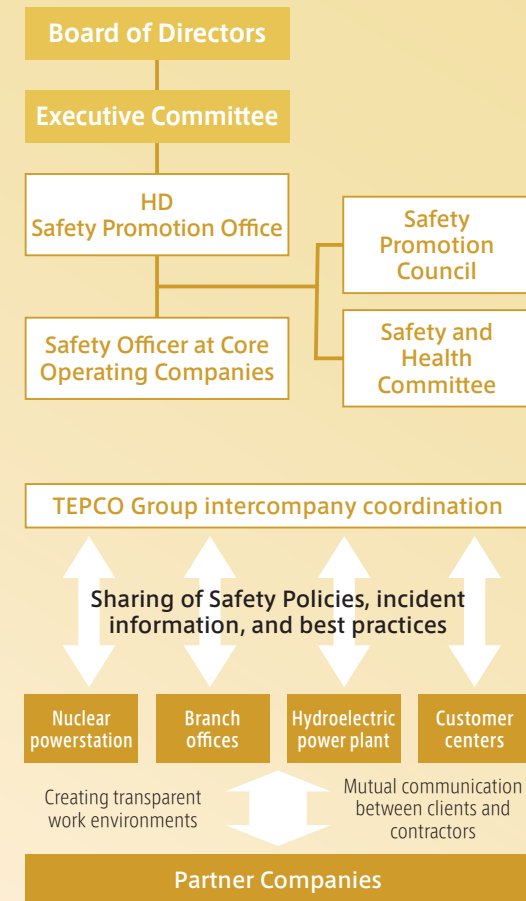 Board of Directors
Executive Committee
HD
Safety Promotion Office
Safety
Promotion
Council
Safety Officer at Core
Operating Companies
Safety and
Health
Committee
TEPCO Group intercompany coordination
Sharing of Safety Policies, incident
information, and best practices
Nuclear
powerstation
Branch
offices
Hydroelectric
power plant
Customer
centers
Creating transparent
work environments
Mutual communication
between clients and
contractors
Partner Companies